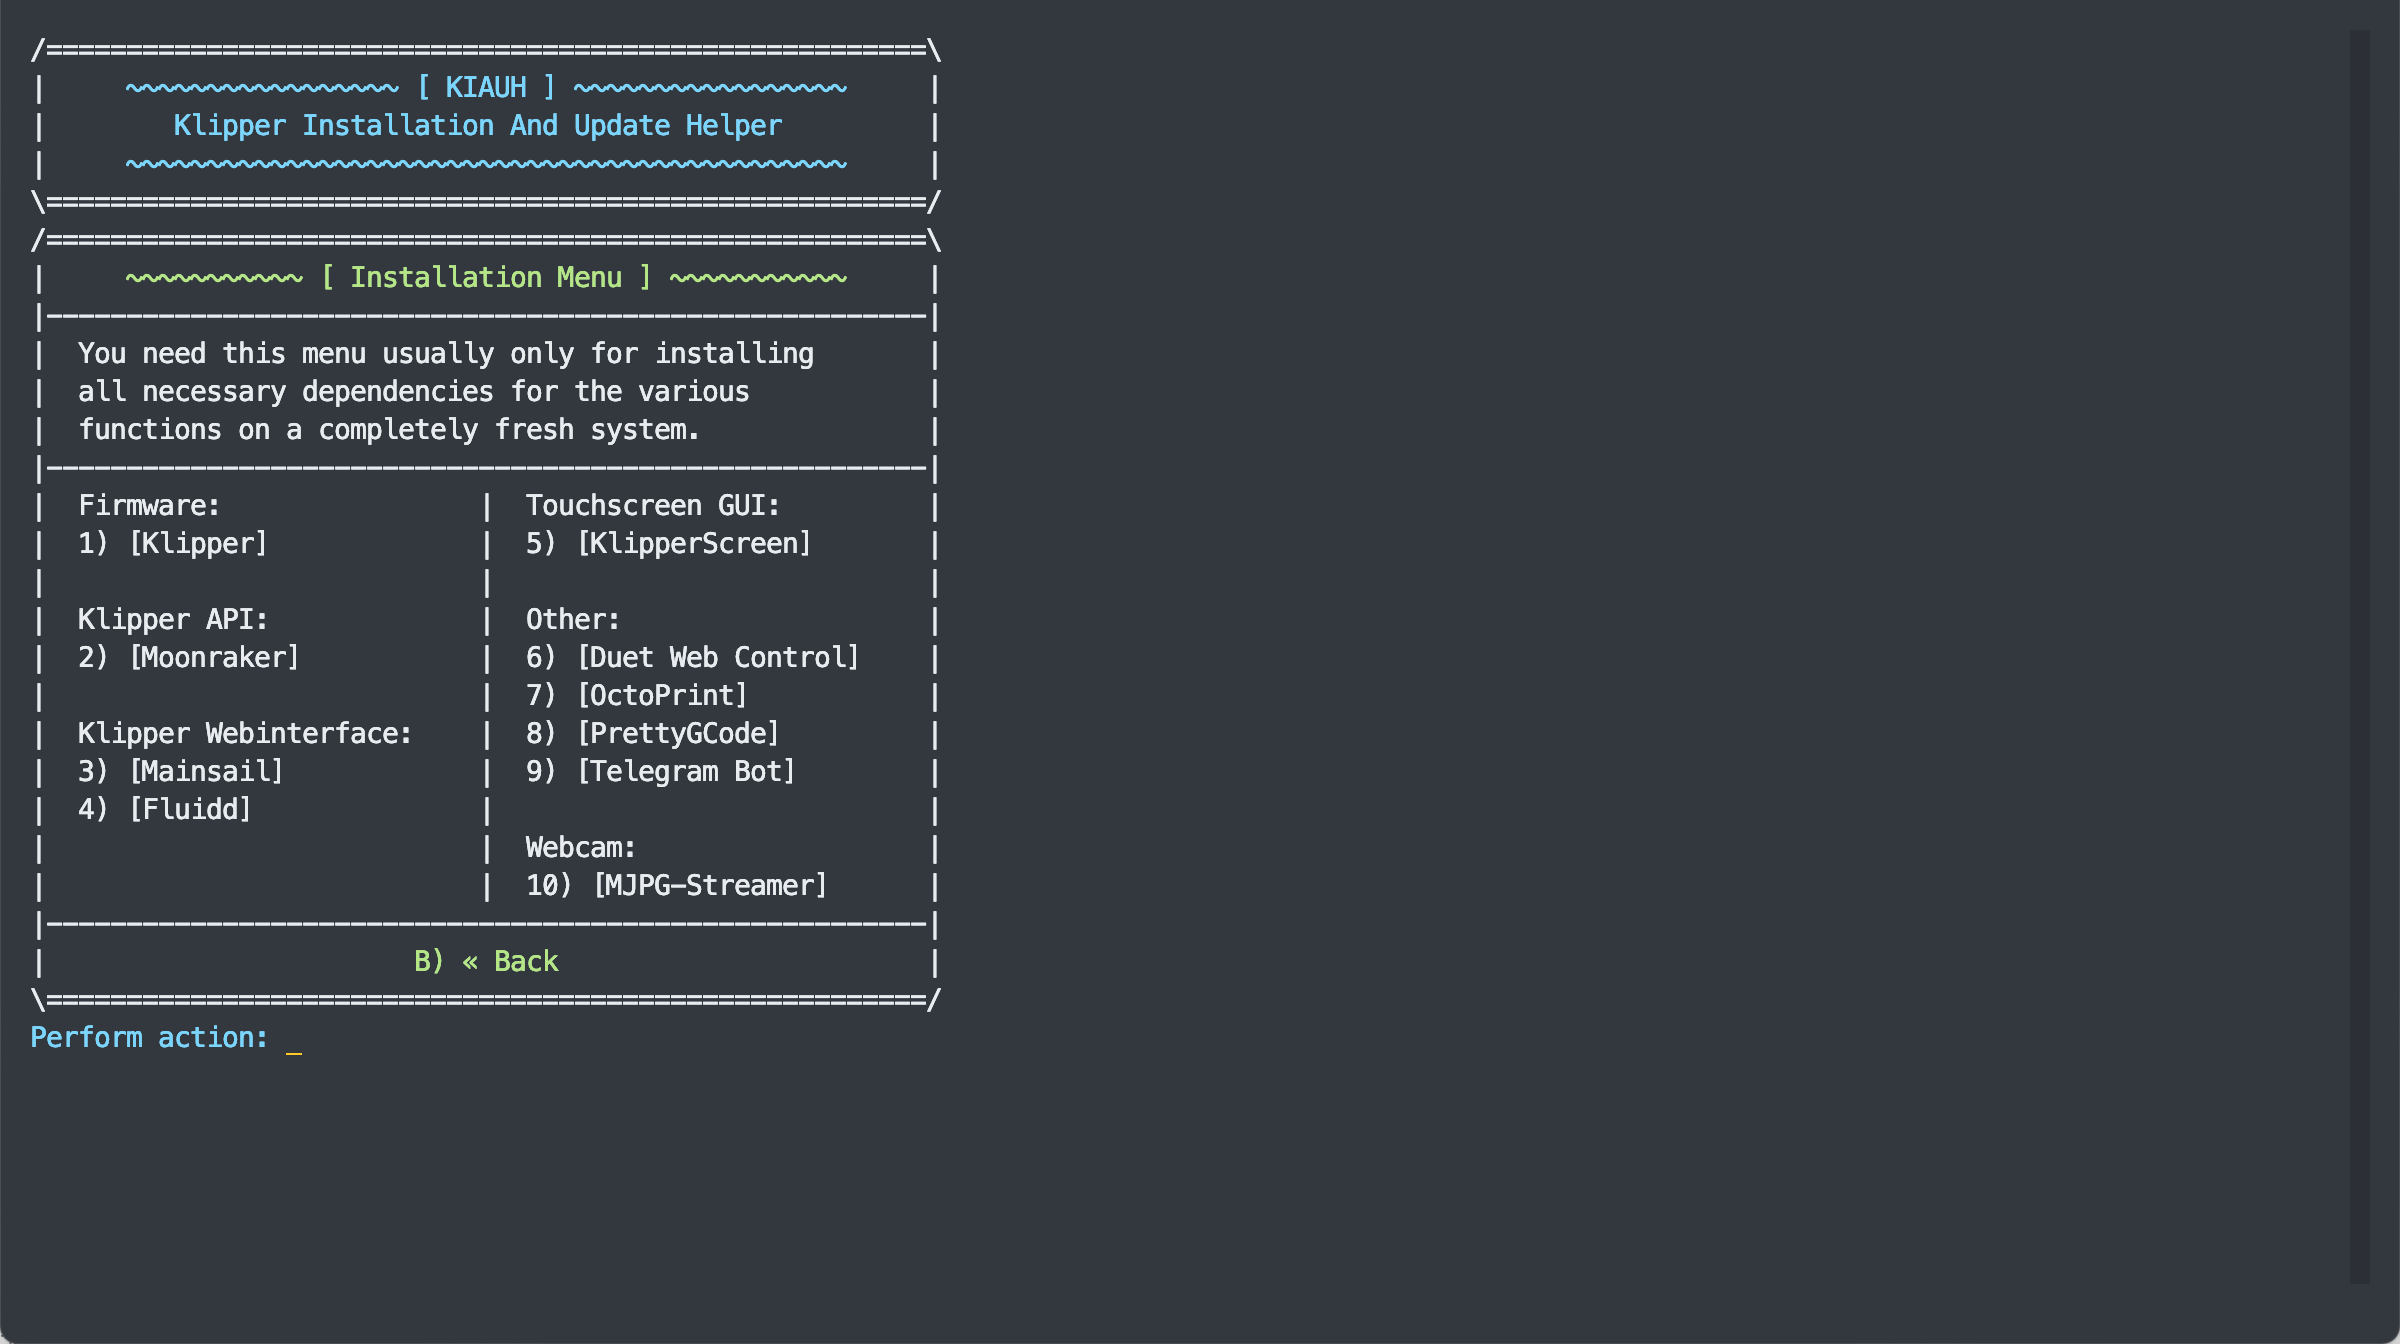 /=======================================================\
|     ~~~~~~~~~~~~~~~~~ [ KIAUH ] ~~~~~~~~~~~~~~~~~     |
|        Klipper Installation And Update Helper         |
|     ~~~~~~~~~~~~~~~~~~~~~~~~~~~~~~~~~~~~~~~~~~~~~     |
\=======================================================/
/=======================================================\
|     ~~~~~~~~~~~ [ Installation Menu ] ~~~~~~~~~~~     |
|-------------------------------------------------------|
|  You need this menu usually only for installing       |
|  all necessary dependencies for the various           |
|  functions on a completely fresh system.              |
|-------------------------------------------------------|
|  Firmware:                |  Touchscreen GUI:         |
|  1) [Klipper]             |  5) [KlipperScreen]       |
|                           |                           |
|  Klipper API:             |  Other:                   |
|  2) [Moonraker]           |  6) [Duet Web Control]    |
|                           |  7) [OctoPrint]           |
|  Klipper Webinterface:    |  8) [PrettyGCode]         |
|  3) [Mainsail]            |  9) [Telegram Bot]        |
|  4) [Fluidd]              |                           |
|                           |  Webcam:                  |
|                           |  10) [MJPG-Streamer]      |
|-------------------------------------------------------|
|                       B) « Back                       |
\=======================================================/
Perform action: _